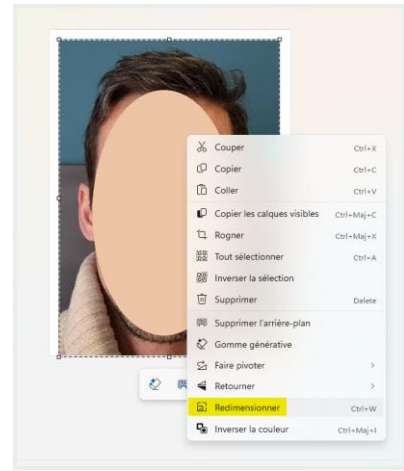 Couper Ctrl+X
Copier Ctrl+C
Coller Ctrl+V
Copier les calques visibles Ctrl+Maj+C
Rogner Ctrl+Maj+X
Tout sélectionner Ctrl+A
Inverser la sélection
Supprimer Delete
Supprimer l'arrière-plan
Gomme générative
Faire pivoter
Retourner
Redimensionner Ctrl+W
Inverser la couleur Ctrl+Maj+I